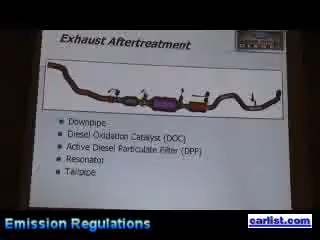 Exhaust Aftertreatment
Downpipe
Diesel Oxidation Catalyst (DOC)
Active Diesel Particulate Filter (DPF)
Resonator
Tailpipe
Emission Regulations
carlist.com